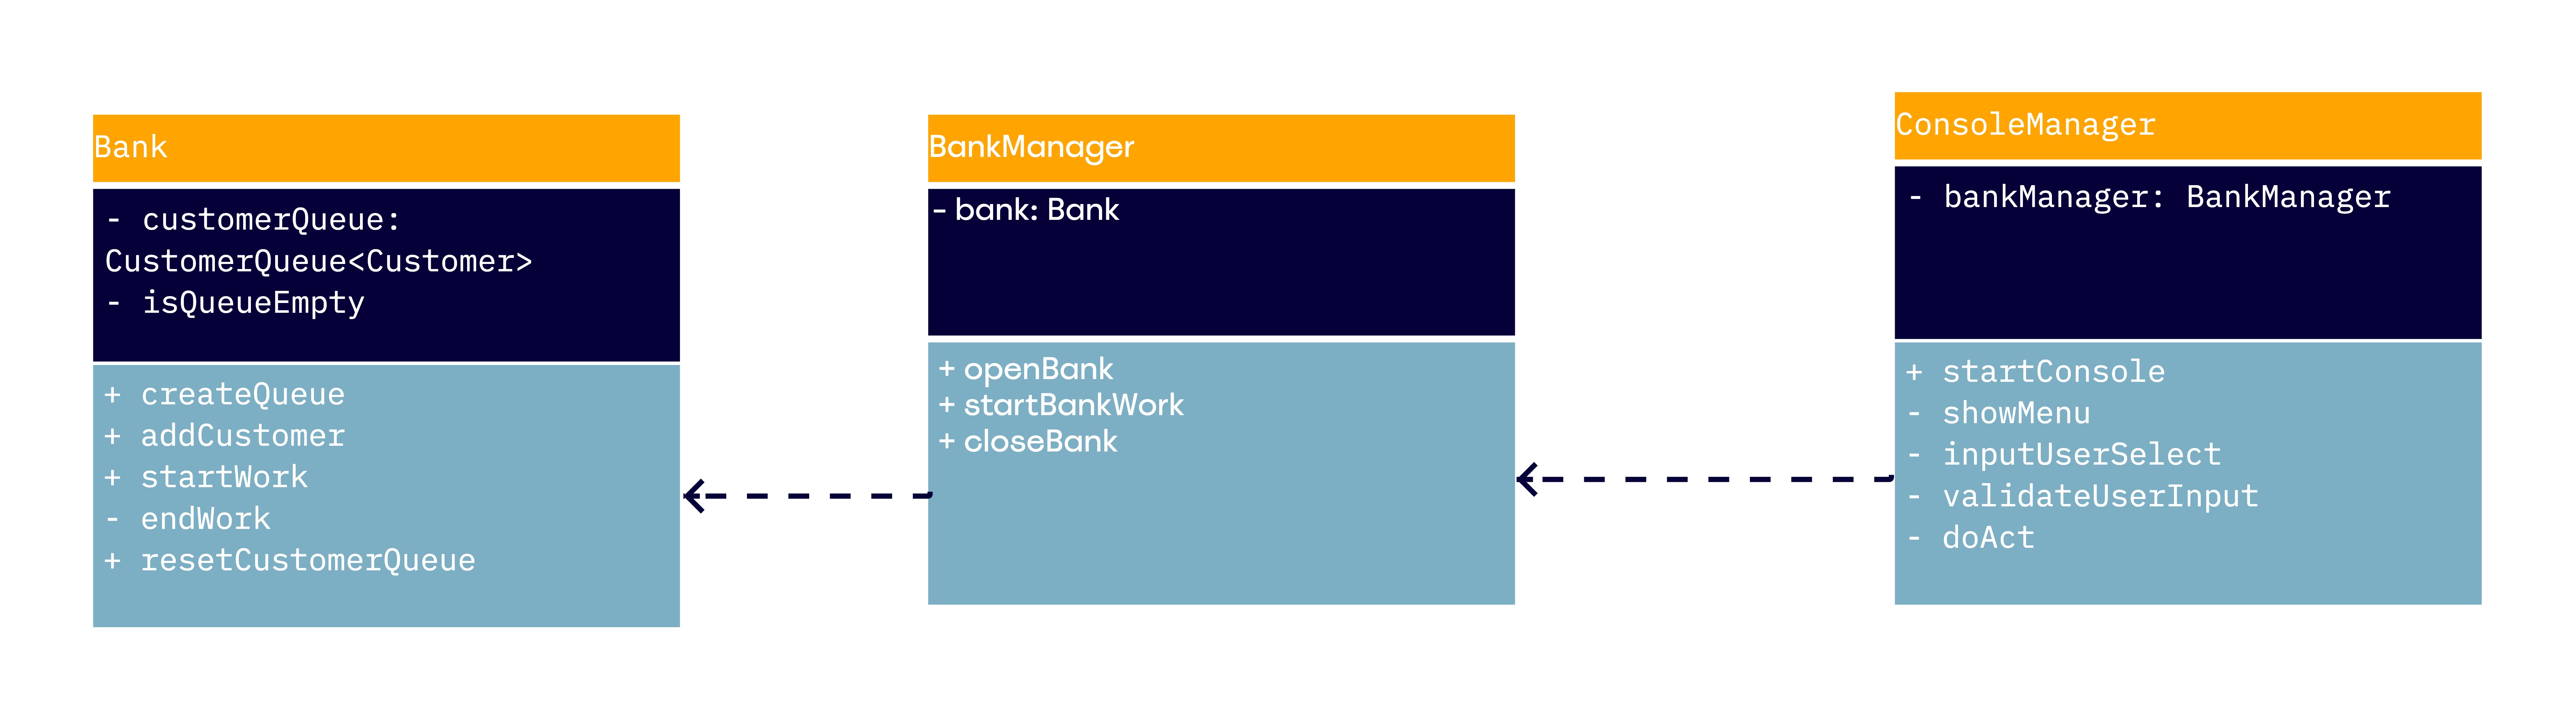 Bank
- customerQueue:
CustomerQueue<Customer>
- isQueueEmpty
+ createQueue
+ addCustomer
+ startWork
- endWork
+ resetCustomerQueue
BankManager
- bank: Bank
+ openBank
+ startBankWork
+ closeBank
ConsoleManager
- bankManager: BankManager
+ startConsole
- showMenu
- inputUserSelect
- validateUserInput
- doAct